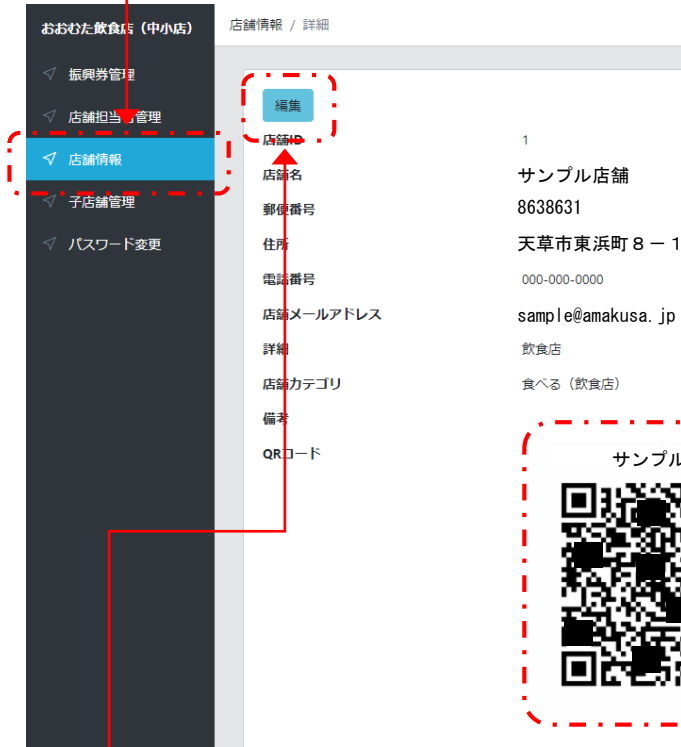 おおむた飲食店（中小店）
店舗情報 / 詳細
振興券管理
店舗担当者管理
店舗情報
子店舗管理
パスワード変更
編集
店舗ID 1
店舗名 サンプル店舗
郵便番号 8638631
住所 天草市東浜町８－１
電話番号 000-000-0000
店舗メールアドレス sample@amakusa.jp
詳細 飲食店
店舗カテゴリ 食べる（飲食店）
備考
QRコード
サンプル